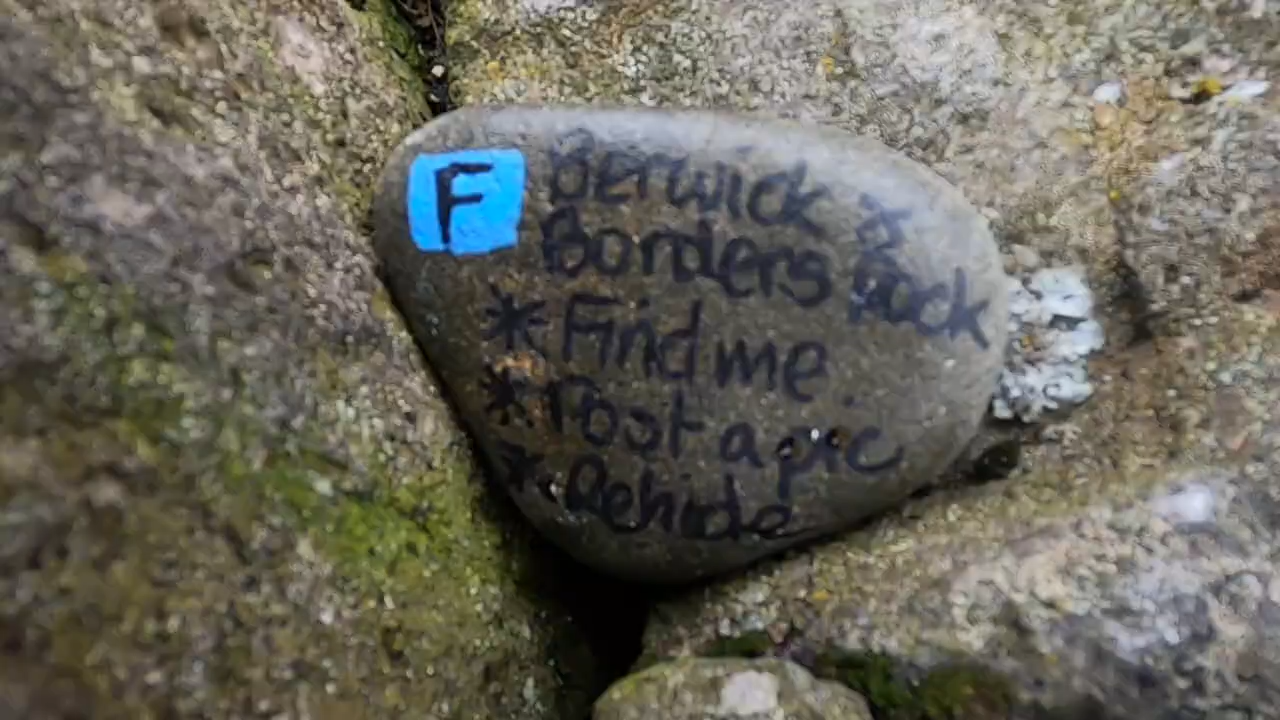 F Berwick &
Borders Rock
* Find me
* Post a pic
* Rehide